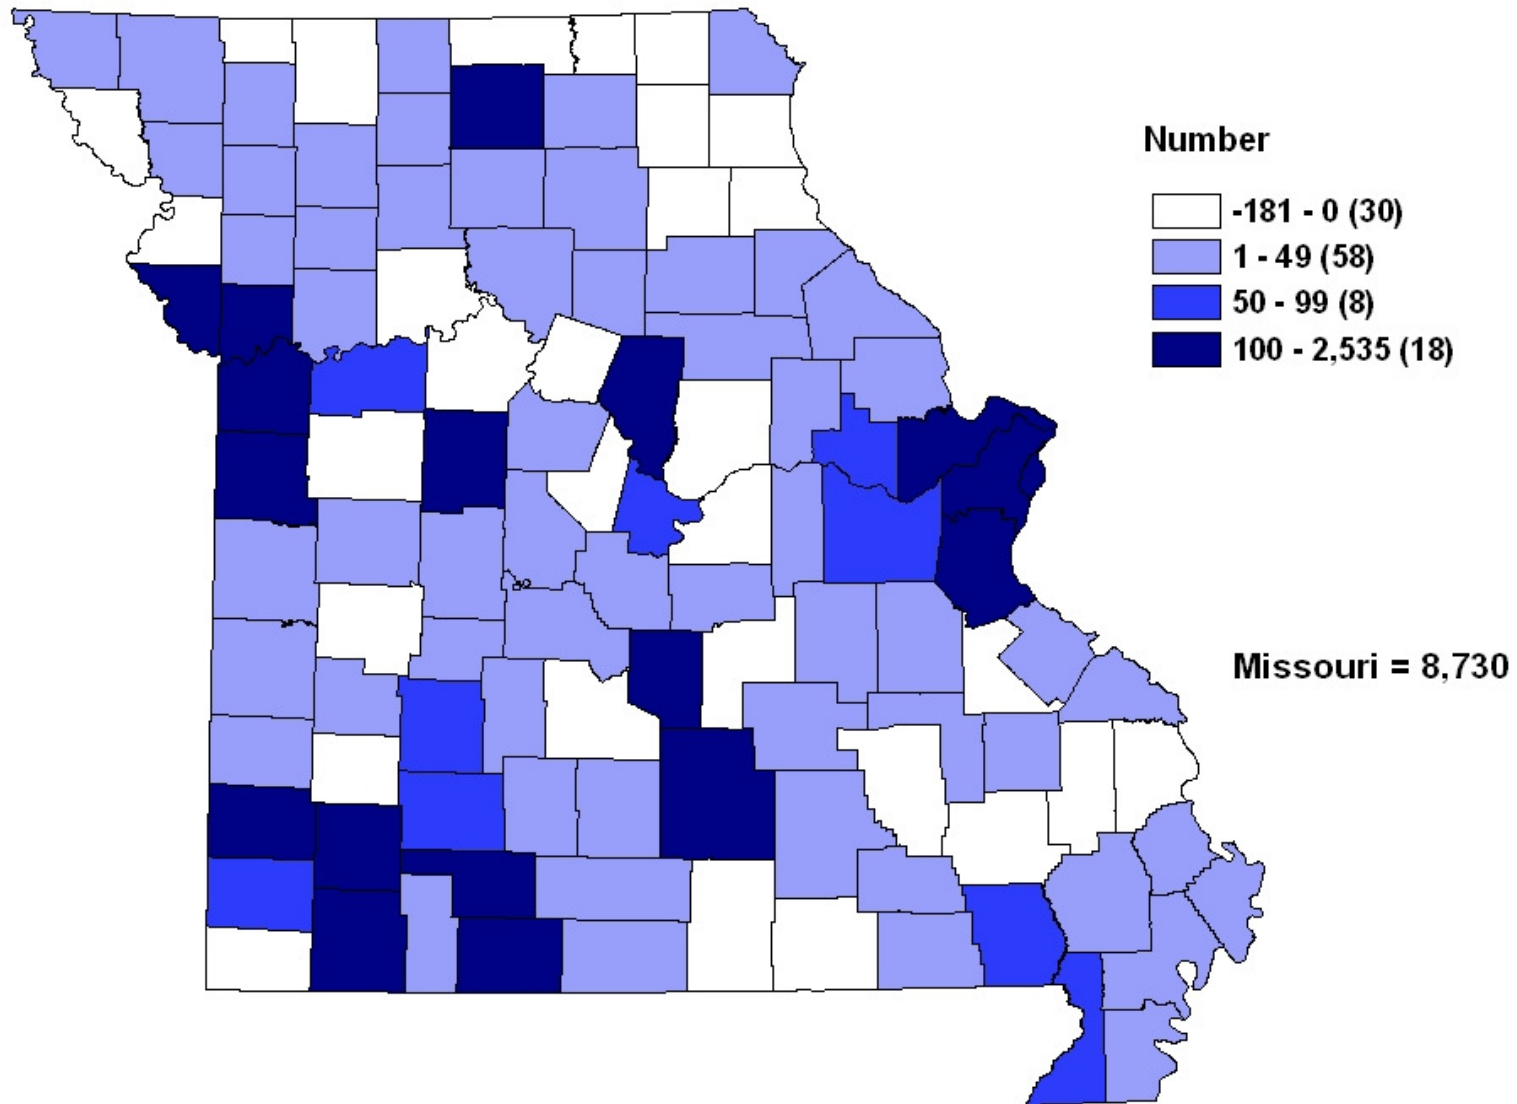 Number
-181 - 0 (30)
1 - 49 (58)
50 - 99 (8)
100 - 2,535 (18)
Missouri = 8,730